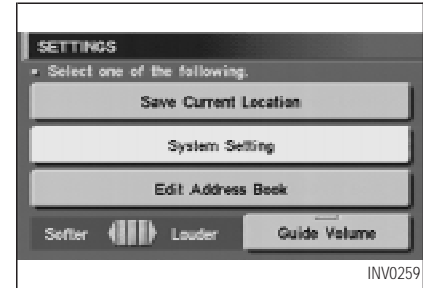 SETTINGS
Select one of the following.
Save Current Location
System Setting
Edit Address Book
Softer Louder Guide Volume
INV0259